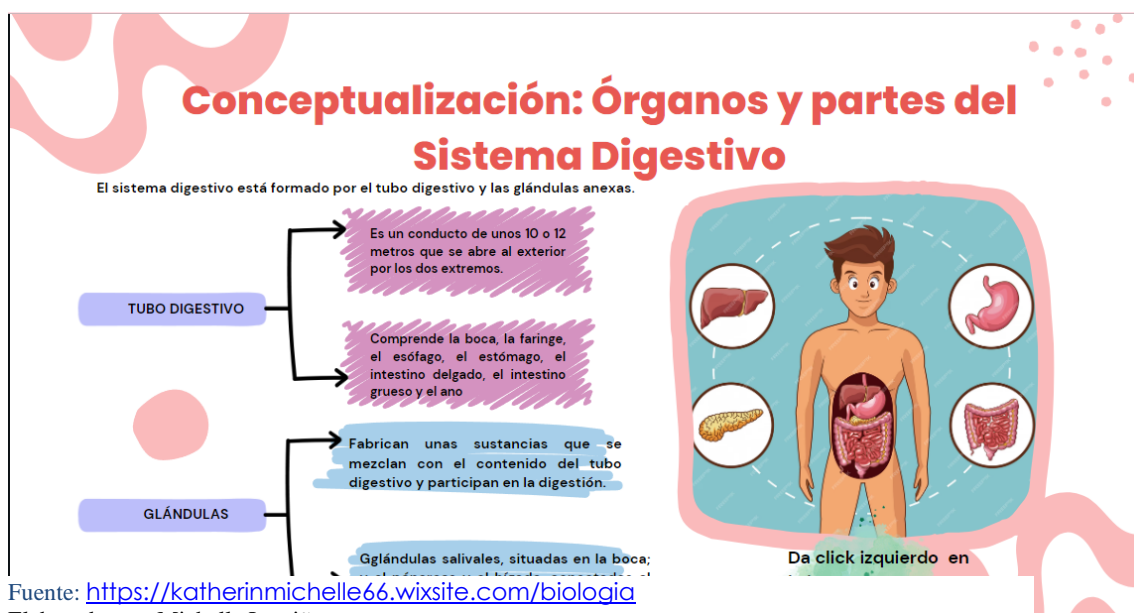 Conceptualización: Órganos y partes del
Sistema Digestivo
El sistema digestivo está formado por el tubo digestivo y las glándulas anexas.
TUBO DIGESTIVO
Es un conducto de unos 10 o 12
metros que se abre al exterior
por los dos extremos.
Comprende la boca, la faringe,
el esófago, el estómago, el
intestino delgado, el intestino
grueso y el ano
GLÁNDULAS
Fabrican unas sustancias que se
mezclan con el contenido del tubo
digestivo y participan en la digestión.
Gglándulas salivales, situadas en la boca;
Da click izquierdo en
Fuente: https://katherinmichelle66.wixsite.com/biologia